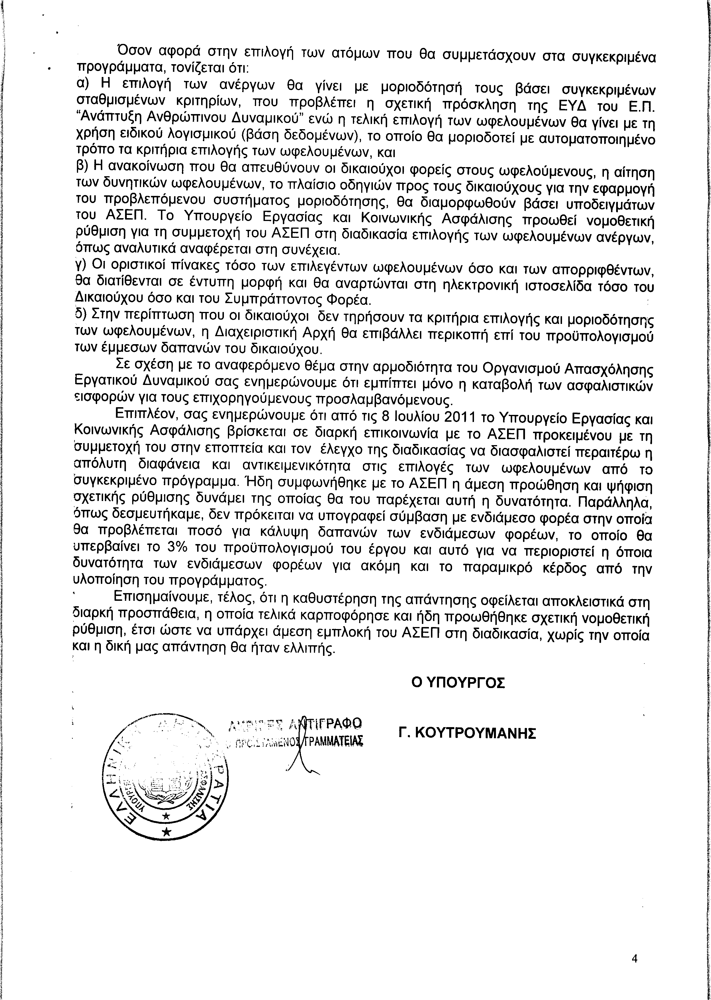 Όσον αφορά στην επιλογή των ατόμων που θα συμμετάσχουν στα συγκεκριμένα
προγράμματα, τονίζεται ότι:
α) Η επιλογή των ανέργων θα γίνει με μοριοδότησή τους βάσει συγκεκριμένων
σταθμισμένων κριτηρίων, που προβλέπει η σχετική πρόσκληση της ΕΥΔ του Ε.Π.
“Ανάπτυξη Ανθρώπινου Δυναμικού” ενώ η τελική επιλογή των ωφελουμένων θα γίνει με τη
χρήση ειδικού λογισμικού (βάση δεδομένων), το οποίο θα μοριοδοτεί με αυτοματοποιημένο
τρόπο τα κριτήρια επιλογής των ωφελουμένων, και
β) Η ανακοίνωση που θα απευθύνουν οι δικαιούχοι φορείς στους ωφελούμενους, η αίτηση
των δυνητικών ωφελουμένων, το πλαίσιο οδηγιών προς τους δικαιούχους για την εφαρμογή
του προβλεπόμενου συστήματος μοριοδότησης, θα διαμορφωθούν βάσει υποδειγμάτων
του ΑΣΕΠ. Το Υπουργείο Εργασίας και Κοινωνικής Ασφάλισης προωθεί νομοθετική
ρύθμιση για τη συμμετοχή του ΑΣΕΠ στη διαδικασία επιλογής των ωφελουμένων ανέργων,
όπως αναλυτικά αναφέρεται στη συνέχεια.
γ) Οι οριστικοί πίνακες τόσο των επιλεγέντων ωφελουμένων όσο και των απορριφθέντων,
θα διατίθενται σε έντυπη μορφή και θα αναρτώνται στη ηλεκτρονική ιστοσελίδα τόσο του
Δικαιούχου όσο και του Συμπράττοντος Φορέα.
δ) Στην περίπτωση που οι δικαιούχοι δεν τηρήσουν τα κριτήρια επιλογής και μοριοδότησης
των ωφελουμένων, η Διαχειριστική Αρχή θα επιβάλλει περικοπή επί του προϋπολογισμού
των έμμεσων δαπανών του δικαιούχου.
Σε σχέση με το αναφερόμενο θέμα στην αρμοδιότητα του Οργανισμού Απασχόλησης
Εργατικού Δυναμικού σας ενημερώνουμε ότι εμπίπτει μόνο η καταβολή των ασφαλιστικών
εισφορών για τους επιχορηγούμενους προσλαμβανόμενους.
Επιπλέον, σας ενημερώνουμε ότι από τις 8 Ιουλίου 2011 το Υπουργείο Εργασίας και
Κοινωνικής Ασφάλισης βρίσκεται σε διαρκή επικοινωνία με το ΑΣΕΠ προκειμένου με τη
συμμετοχή του στην εποπτεία και τον έλεγχο της διαδικασίας να διασφαλιστεί περαιτέρω η
απόλυτη διαφάνεια και αντικειμενικότητα στις επιλογές των ωφελουμένων από το
συγκεκριμένο πρόγραμμα. Ήδη συμφωνήθηκε με το ΑΣΕΠ η άμεση προώθηση και ψήφιση
σχετικής ρύθμισης δυνάμει της οποίας θα του παρέχεται αυτή η δυνατότητα. Παράλληλα,
όπως δεσμευτήκαμε, δεν πρόκειται να υπογραφεί σύμβαση με ενδιάμεσο φορέα στην οποία
θα προβλέπεται ποσό για κάλυψη δαπανών των ενδιάμεσων φορέων, το οποίο θα
υπερβαίνει το 3% του προϋπολογισμού του έργου και αυτό για να περιοριστεί η όποια
δυνατότητα των ενδιάμεσων φορέων για ακόμη και το παραμικρό κέρδος από την
υλοποίηση του προγράμματος.
Επισημαίνουμε, τέλος, ότι η καθυστέρηση της απάντησης οφείλεται αποκλειστικά στη
διαρκή προσπάθεια, η οποία τελικά καρποφόρησε και ήδη προωθήθηκε σχετική νομοθετική
ρύθμιση, έτσι ώστε να υπάρχει άμεση εμπλοκή του ΑΣΕΠ στη διαδικασία, χωρίς την οποία
και η δική μας απάντηση θα ήταν ελλιπής.
Ο ΥΠΟΥΡΓΟΣ
ΑΚΡΙΒΕΣ ΑΝΤΙΓΡΑΦΟ
Ο ΠΡΟΪΣΤΑΜΕΝΟΣ ΓΡΑΜΜΑΤΕΙΑΣ
Γ. ΚΟΥΤΡΟΥΜΑΝΗΣ
ΕΛΛΗΝΙΚΗ ΔΗΜΟΚΡΑΤΙΑ
4